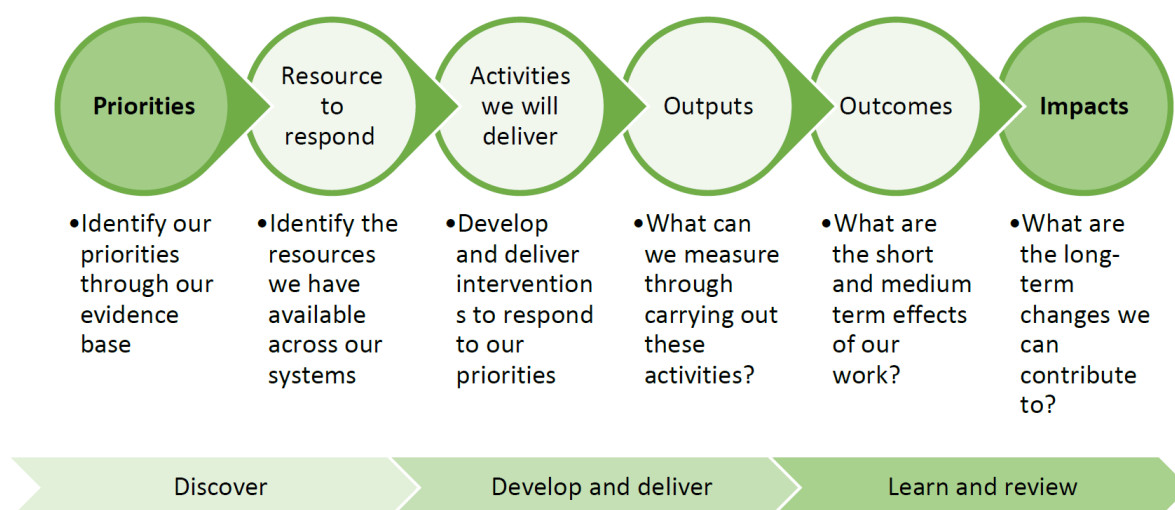 Priorities
Resource
to
respond
Activities
we will
deliver
Outputs
Outcomes
Impacts
•Identify our
priorities
through our
evidence
base
•Identify the
resources
we have
available
across our
systems
•Develop
and deliver
intervention
s to respond
to our
priorities
•What can
we measure
through
carrying out
these
activities?
•What are
the short
and medium
term effects
of our
work?
•What are
the long-
term
changes we
can
contribute
to?
Discover
Develop and deliver
Learn and review